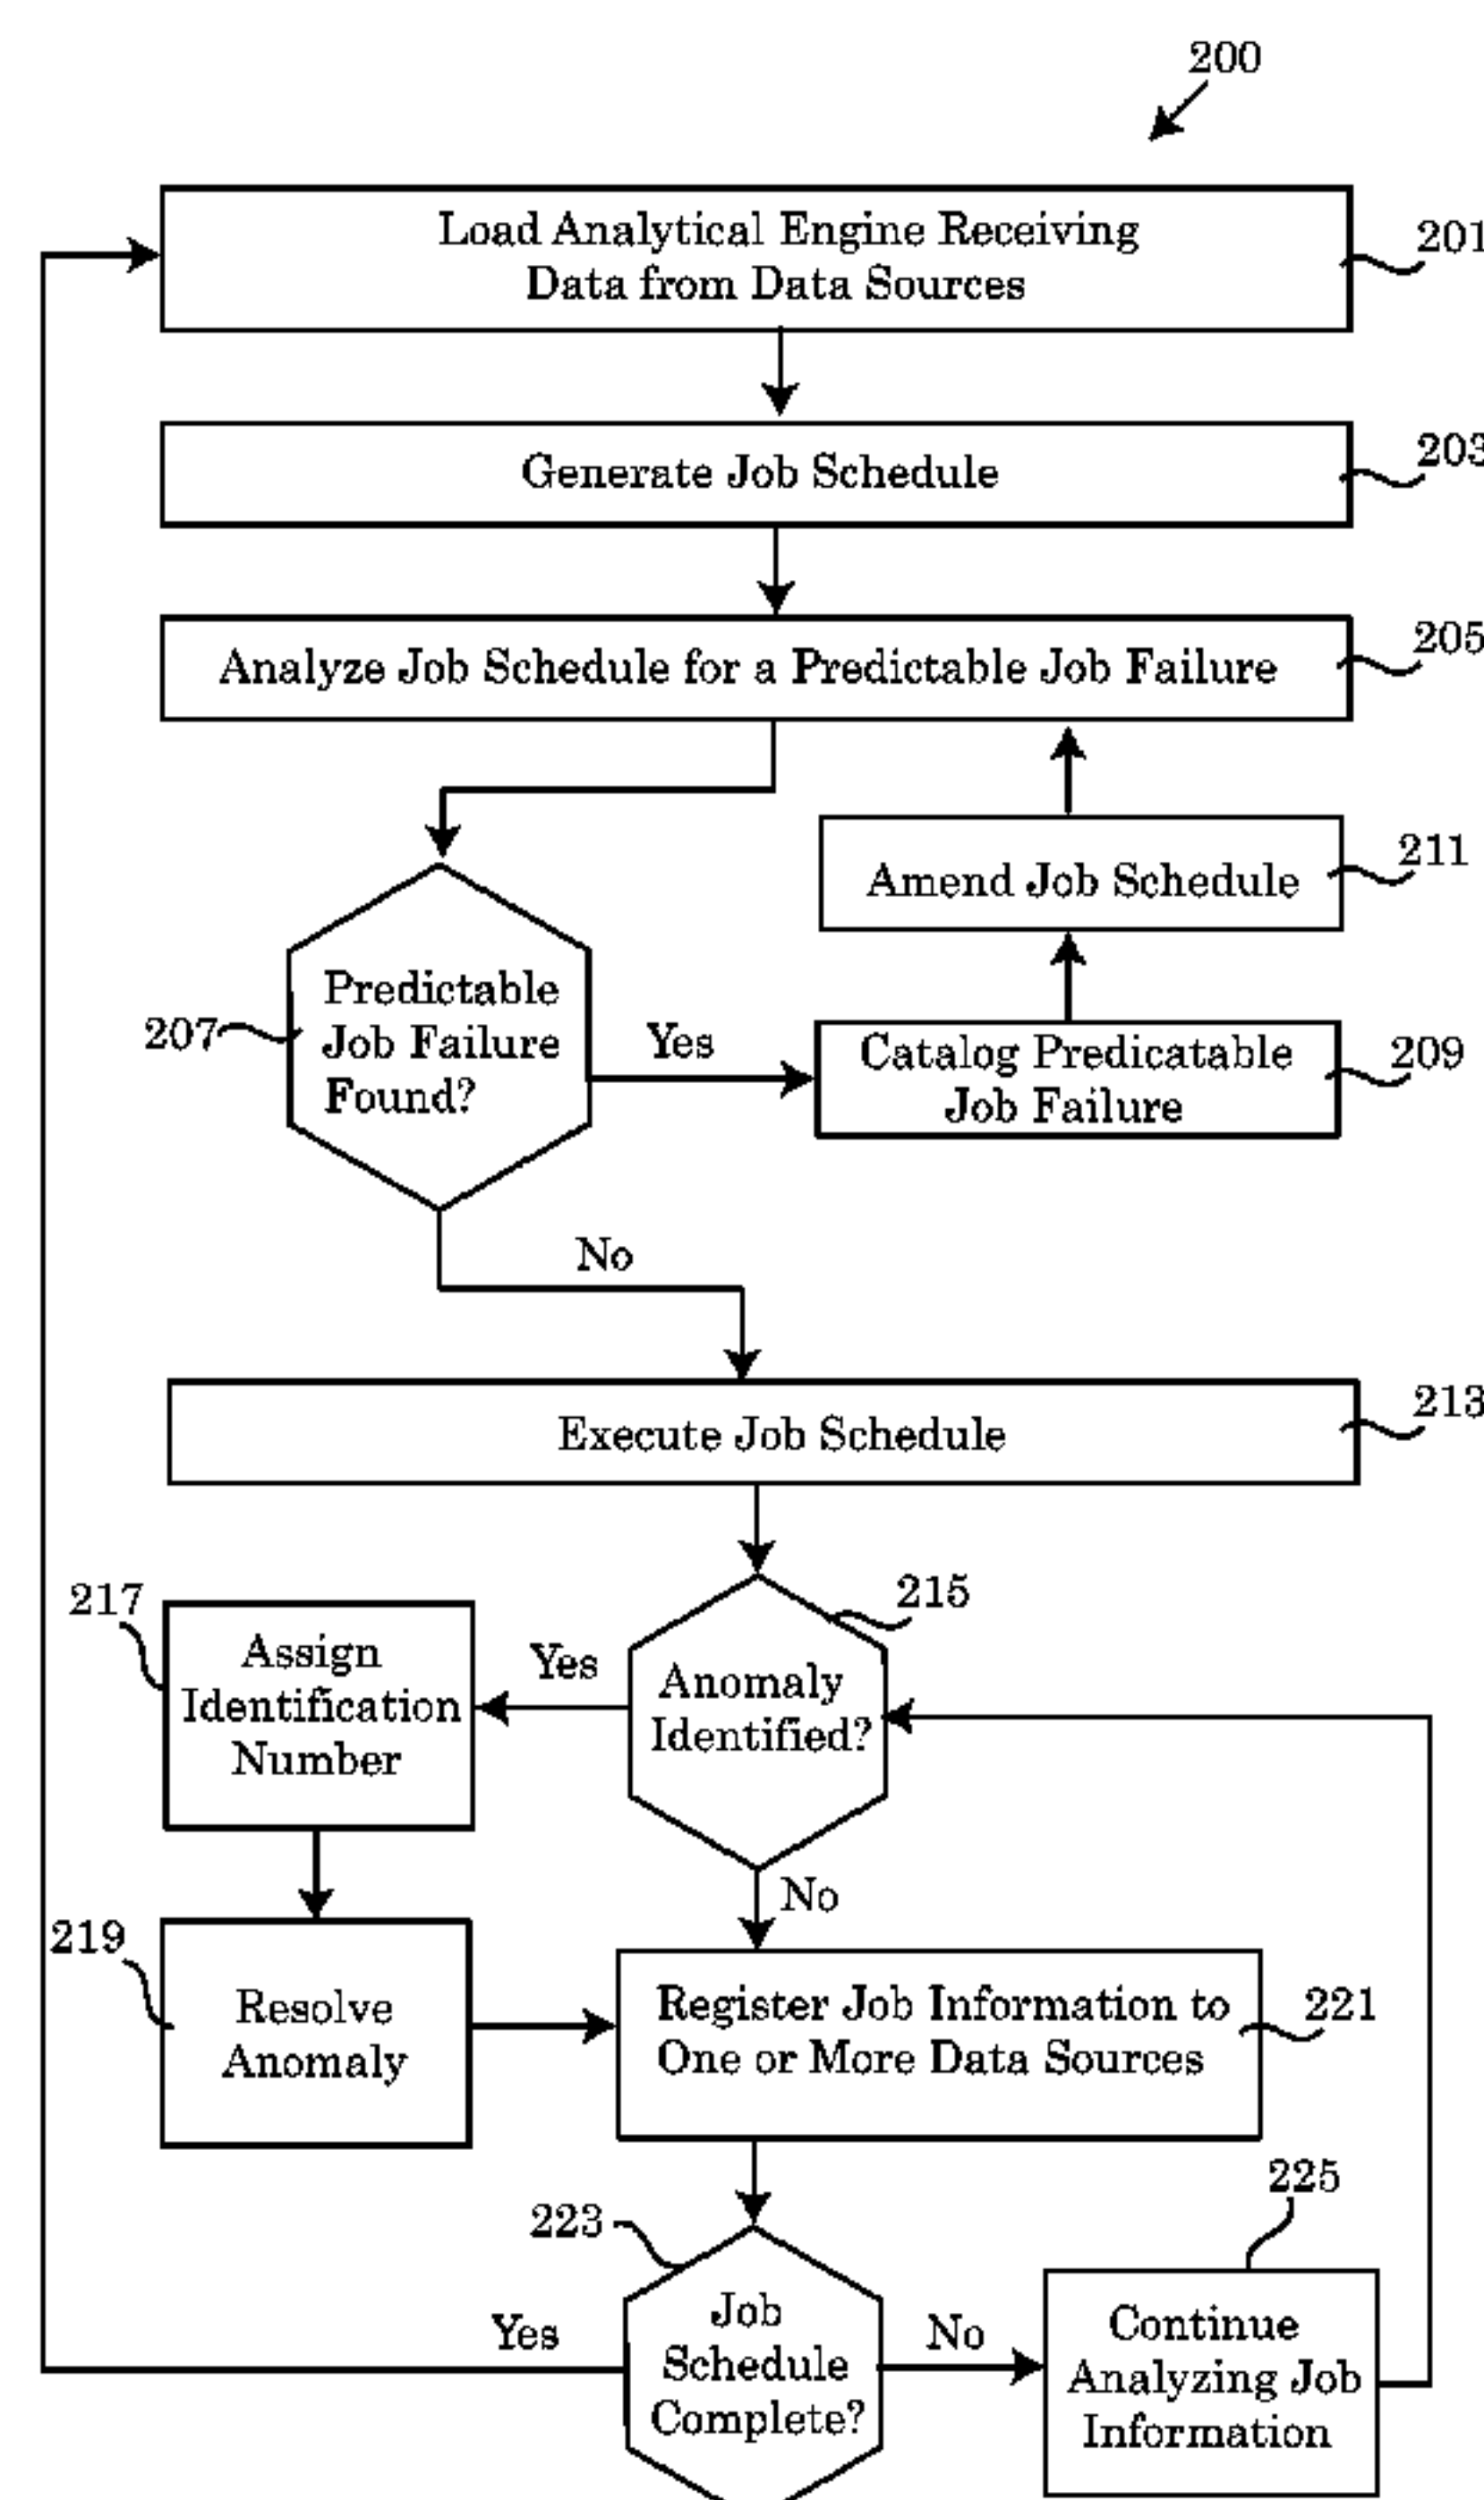 200
Load Analytical Engine Receiving
Data from Data Sources
201
Generate Job Schedule
203
Analyze Job Schedule for a Predictable Job Failure
205
Amend Job Schedule
211
Predictable
Job Failure
Found?
207
Yes
Catalog Predicatable
Job Failure
209
No
Execute Job Schedule
213
217
Assign
Identification
Number
Yes
215
Anomaly
Identified?
No
219
Resolve
Anomaly
Register Job Information to
One or More Data Sources
221
223
225
Yes
Job
Schedule
Complete?
No
Continue
Analyzing Job
Information